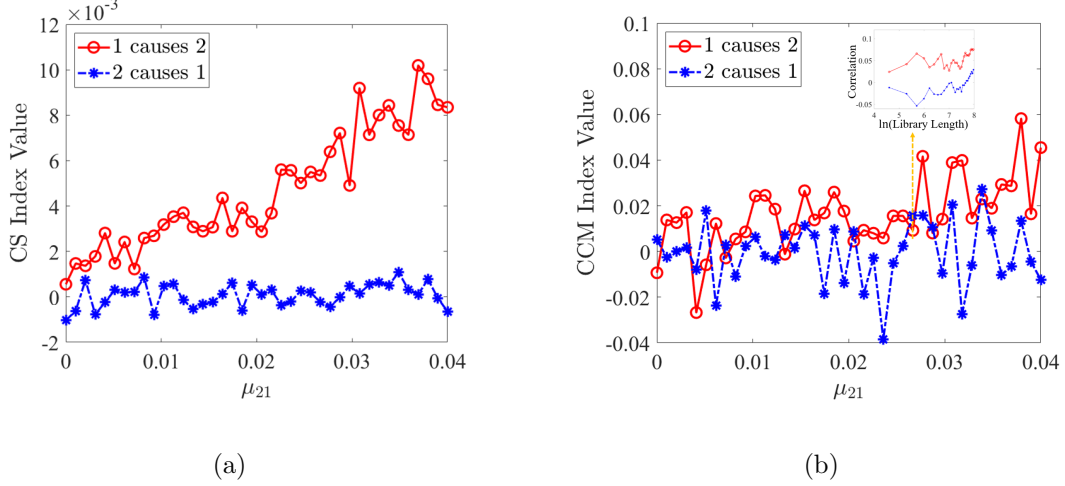 ×10⁻³
12
10
8
6
4
2
0
-2
CS Index Value
1 causes 2
2 causes 1
0 0.01 0.02 0.03 0.04
μ₂₁
(a)
0.1
0.08
0.06
0.04
0.02
0
-0.02
-0.04
CCM Index Value
1 causes 2
2 causes 1
0.1
0.05
0
-0.05
Correlation
4 5 6 7 8
ln(Library Length)
0 0.01 0.02 0.03 0.04
μ₂₁
(b)